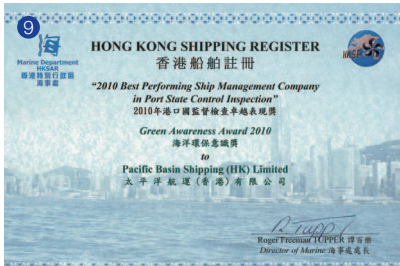 9
海
Marine Department
HKSAR
香港特別行政區
海事處
HKSR
HONG KONG SHIPPING REGISTER
香港船舶註冊
“2010 Best Performing Ship Management Company
in Port State Control Inspection”
2010年港口國監督檢查卓越表現獎
Green Awareness Award 2010
海洋環保意識獎
to
Pacific Basin Shipping (HK) Limited
太平洋航運(香港)有限公司
Roger Freeman TUPPER 譚百樂
Director of Marine 海事處處長